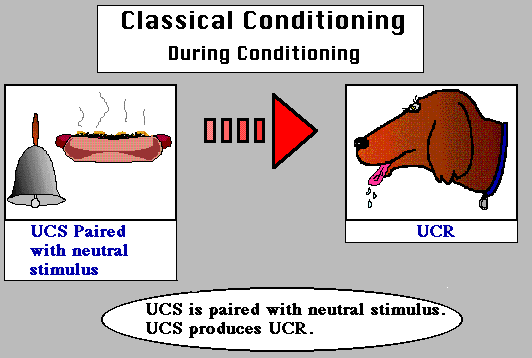 Classical Conditioning
During Conditioning
UCS Paired
with neutral
stimulus
UCR
UCS is paired with neutral stimulus.
UCS produces UCR.